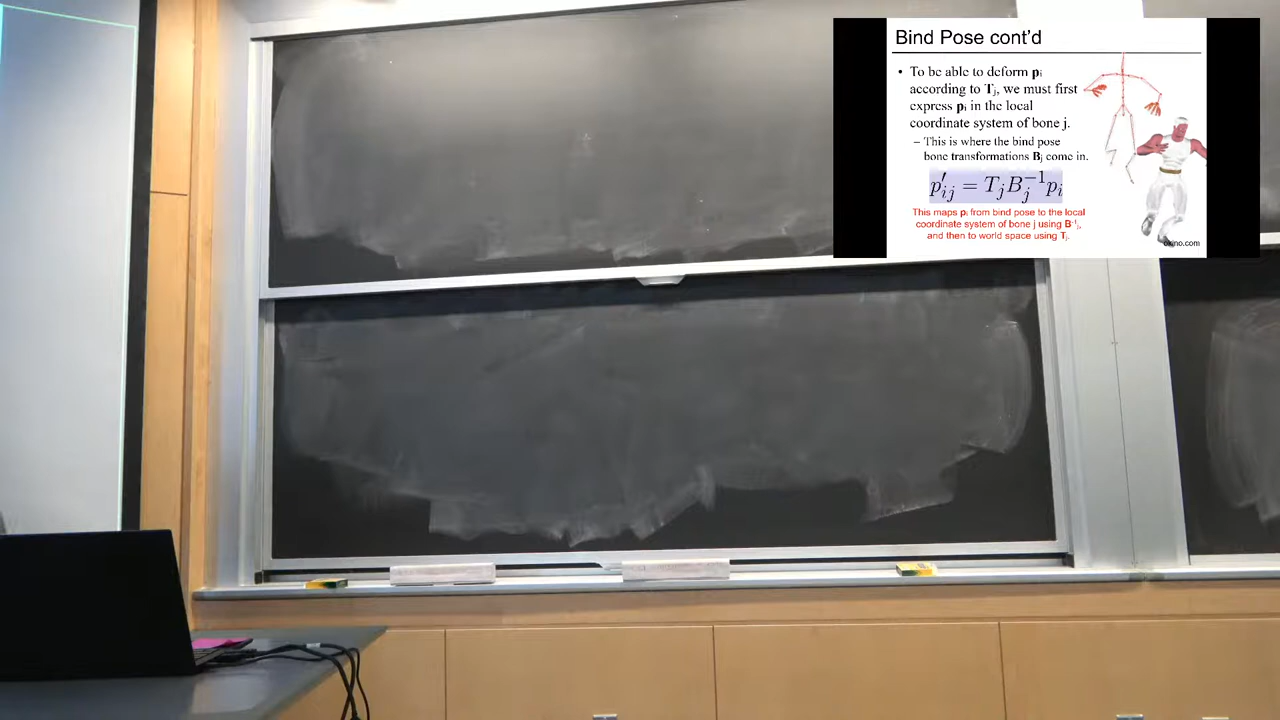 Bind Pose cont'd
• To be able to deform pi
according to Tj, we must first
express pi in the local
coordinate system of bone j.
– This is where the bind pose
bone transformations Bj come in.
p′ij = TjBj⁻¹pi
This maps pi from bind pose to the local
coordinate system of bone j using B⁻¹j,
and then to world space using Tj.